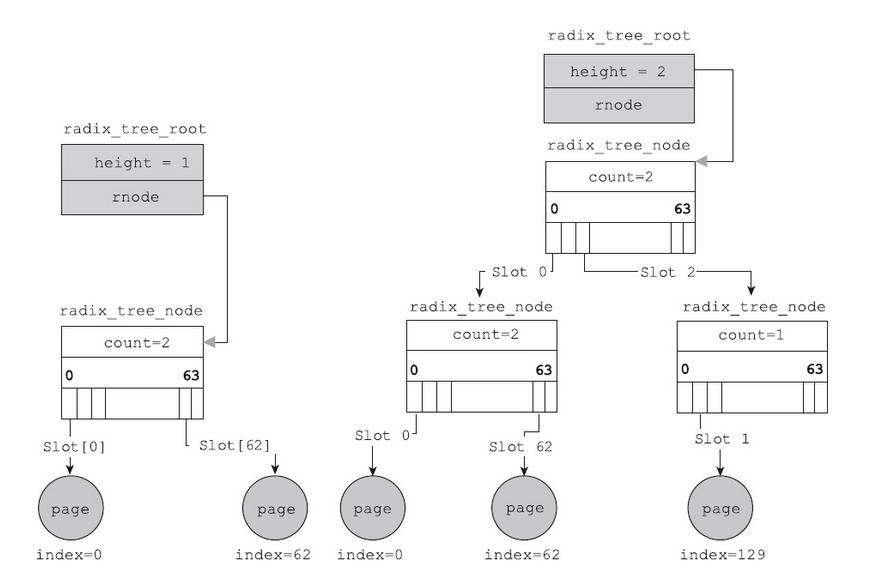 radix_tree_root
height = 1
rnode
radix_tree_node
count=2
0 63
Slot[0] Slot[62]
page page
index=0 index=62
radix_tree_root
height = 2
rnode
radix_tree_node
count=2
0 63
Slot 0 Slot 2
radix_tree_node radix_tree_node
count=2 count=1
0 63 0 63
Slot 0 Slot 62 Slot 1
page page page
index=0 index=62 index=129